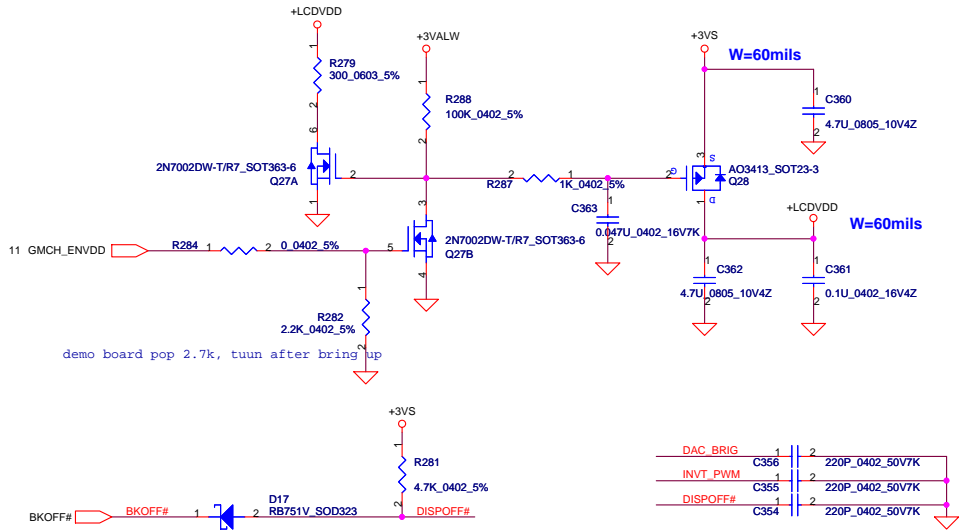 +LCDVDD
+3VALW
+3VS
W=60mils
1
R279
300_0603_5%
2
1
R288
100K_0402_5%
2
1
C360
4.7U_0805_10V4Z
2
6
2N7002DW-T/R7_SOT363-6
Q27A
2
1
R287
2
1
1K_0402_5%
2
G
3
S
AO3413_SOT23-3
Q28
D
1
C363
1
0.047U_0402_16V7K
2
+LCDVDD
W=60mils
11 GMCH_ENVDD
R284
1
2
0_0402_5%
5
3
2N7002DW-T/R7_SOT363-6
Q27B
4
1
C362
4.7U_0805_10V4Z
2
1
C361
0.1U_0402_16V4Z
2
1
R282
2.2K_0402_5%
2
demo board pop 2.7k, tuun after bring up
+3VS
1
R281
4.7K_0402_5%
2
BKOFF#
BKOFF#
1
D17
RB751V_SOD323
2
DISPOFF#
DAC_BRIG
1
C356
2
220P_0402_50V7K
INVT_PWM
1
C355
2
220P_0402_50V7K
DISPOFF#
1
C354
2
220P_0402_50V7K